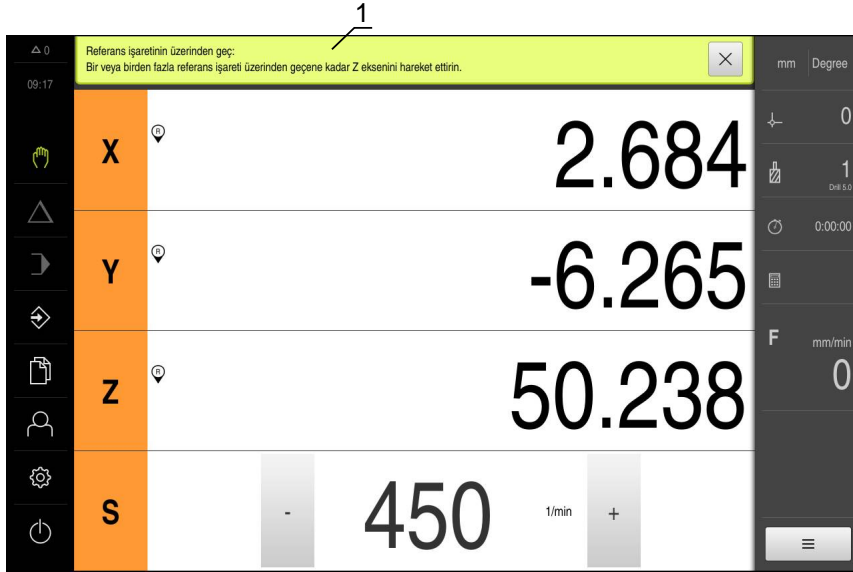 1
0
09:17
Referans işaretinin üzerinden geç:
Bir veya birden fazla referans işareti üzerinden geçene kadar Z eksenini hareket ettirin.
mm Degree
X R 2.684
0
1
Drill 5.0
Y R -6.265
0:00:00
Z R 50.238
F mm/min
0
S - 450 1/min +